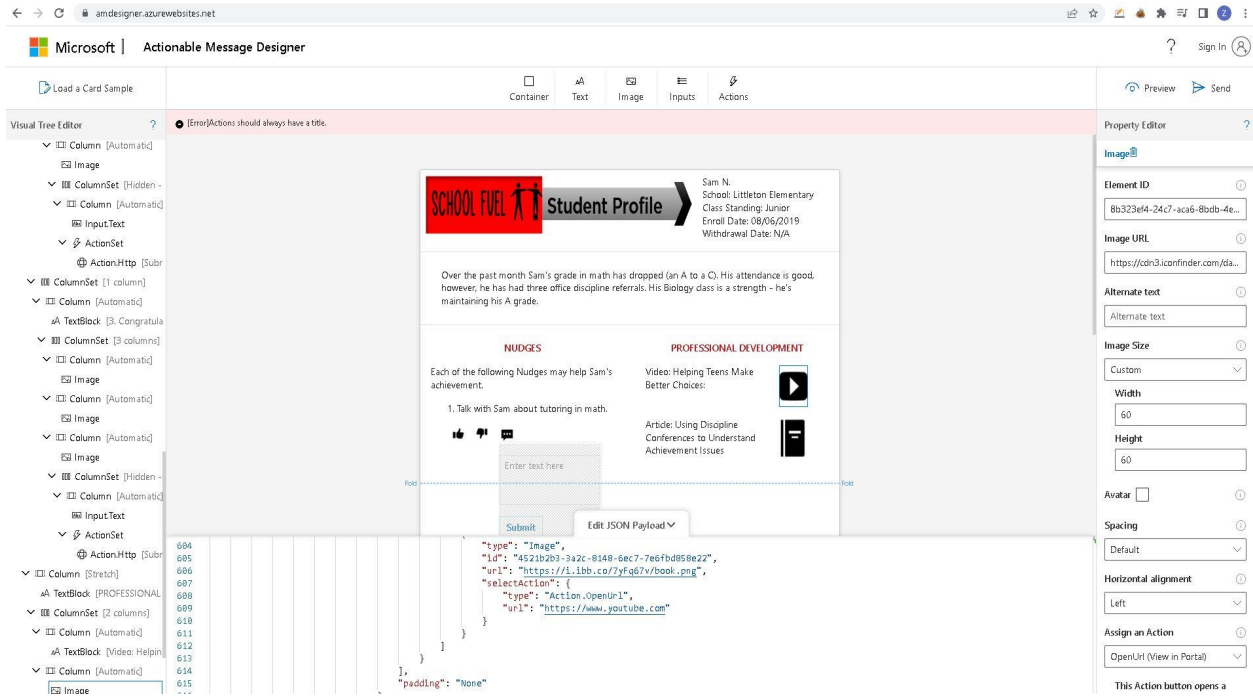 amdesigner.azurewebsites.net
Z
Microsoft | Actionable Message Designer
? Sign In
Load a Card Sample
Container Text Image Inputs Actions
Preview Send
Visual Tree Editor ?
Column [Automatic]
Image
ColumnSet [Hidden -
Column [Automatic]
Input.Text
ActionSet
Action.Http [Subr
ColumnSet [1 column]
Column [Automatic]
TextBlock [3. Congratula
ColumnSet [3 columns]
Column [Automatic]
Image
Column [Automatic]
Image
Column [Automatic]
Image
ColumnSet [Hidden -
Column [Automatic]
Input.Text
ActionSet
Action.Http [Subr
Column [Stretch]
TextBlock [PROFESSIONAL
ColumnSet [2 columns]
Column [Automatic]
TextBlock [Video: Helpin
Column [Automatic]
Image
[Error]Actions should always have a title.
SCHOOL FUEL Student Profile
Sam N.
School: Littleton Elementary
Class Standing: Junior
Enroll Date: 08/06/2019
Withdrawal Date: N/A
Over the past month Sam's grade in math has dropped (an A to a C). His attendance is good,
however, he has had three office discipline referrals. His Biology class is a strength - he's
maintaining his A grade.
NUDGES
Each of the following Nudges may help Sam's
achievement.
1. Talk with Sam about tutoring in math.
Enter text here
Submit
PROFESSIONAL DEVELOPMENT
Video: Helping Teens Make
Better Choices:
Article: Using Discipline
Conferences to Understand
Achievement Issues
Fold Fold
Edit JSON Payload
604 "type": "Image",
605 "id": "4521b2b3-3a2c-8148-6ec7-7e6fbd858e22",
606 "url": "https://i.ibb.co/7yFq67v/book.png",
607 "selectAction": {
608 "type": "Action.OpenUrl",
609 "url": "https://www.youtube.com"
610 }
611 }
612 ]
613 }
614 ],
615 "padding": "None"
Property Editor ?
Image
Element ID
8b323ef4-24c7-aca6-8bdb-4e...
Image URL
https://cdn3.iconfinder.com/da...
Alternate text
Alternate text
Image Size
Custom
Width
60
Height
60
Avatar
Spacing
Default
Horizontal alignment
Left
Assign an Action
OpenUrl (View in Portal)
This Action button opens a